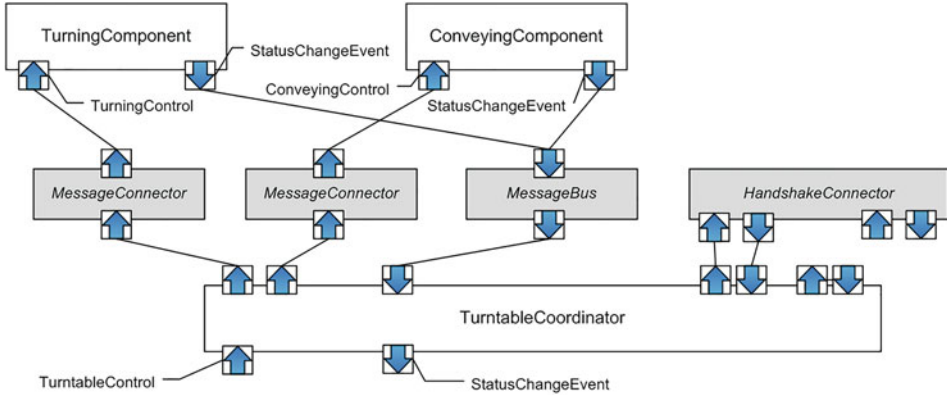 TurningComponent
ConveyingComponent
StatusChangeEvent
ConveyingControl
TurningControl
StatusChangeEvent
MessageConnector
MessageConnector
MessageBus
HandshakeConnector
TurntableCoordinator
TurntableControl
StatusChangeEvent